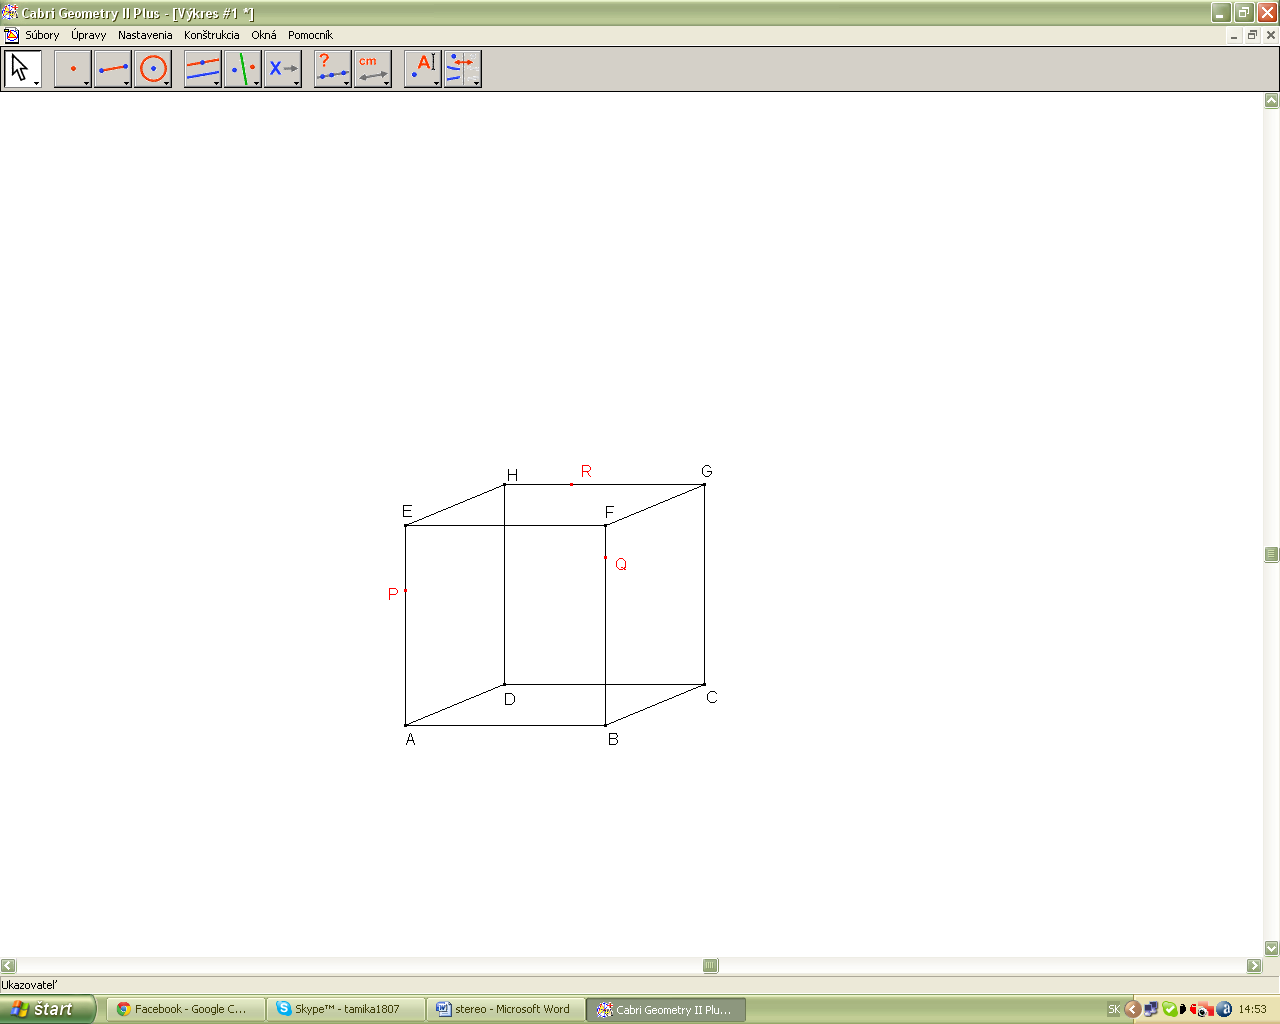 Cabri Geometry II Plus - [Výkres #1 *]
Súbory Úpravy Nastavenia Konštrukcia Okná Pomocník
X ? cm A
H R G
E F
Q
P
D C
A B
Ukazovateľ
štart Facebook - Google C... Skype™ - tamika1807 stereo - Microsoft Word Cabri Geometry II Plu... SK 14:53